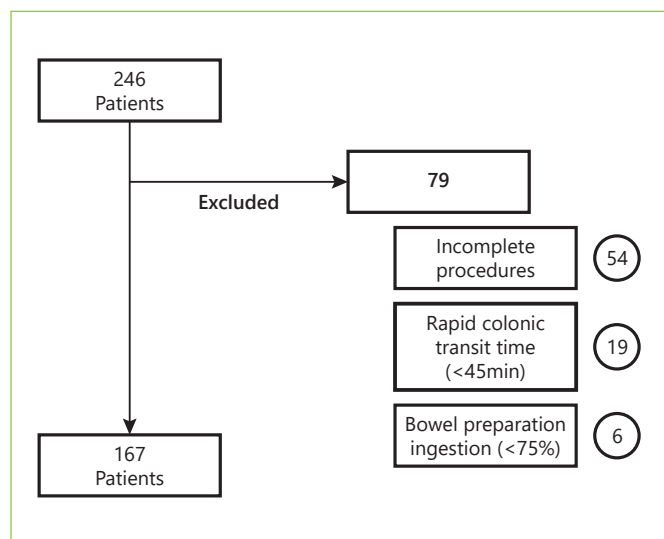 246
Patients
79
Excluded
Incomplete
procedures
54
Rapid colonic
transit time
(<45min)
19
Bowel preparation
ingestion (<75%)
6
167
Patients